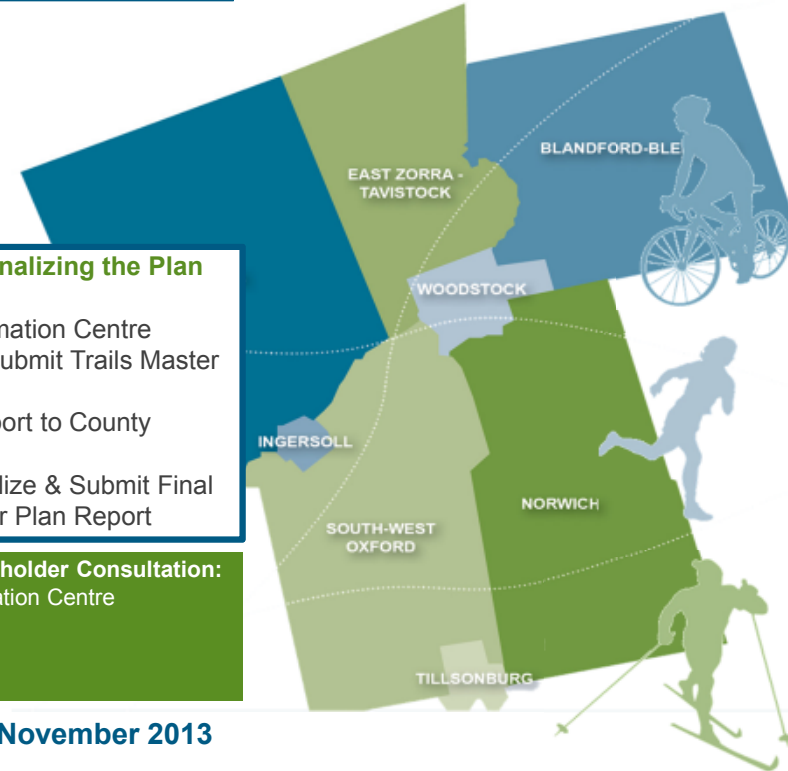 BLANDFORD-BLE
EAST ZORRA -
TAVISTOCK
WOODSTOCK
nalizing the Plan
mation Centre
ubmit Trails Master
ort to County
lize & Submit Final
r Plan Report
INGERSOLL
NORWICH
SOUTH-WEST
OXFORD
holder Consultation:
ation Centre
TILLSONBURG
November 2013